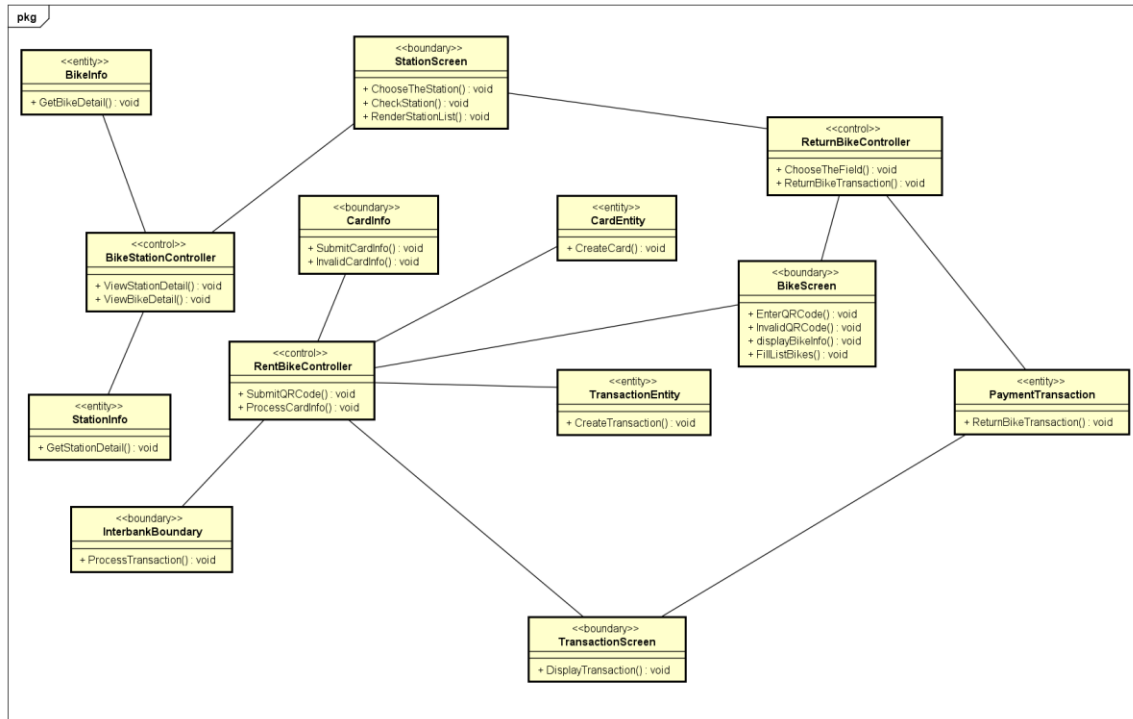 pkg
<<entity>>
BikeInfo
+ GetBikeDetail() : void
<<boundary>>
StationScreen
+ ChooseTheStation() : void
+ CheckStation() : void
+ RenderStationList() : void
<<control>>
ReturnBikeController
+ ChooseTheField() : void
+ ReturnBikeTransaction() : void
<<boundary>>
CardInfo
+ SubmitCardInfo() : void
+ InvalidCardInfo() : void
<<entity>>
CardEntity
+ CreateCard() : void
<<control>>
BikeStationController
+ ViewStationDetail() : void
+ ViewBikeDetail() : void
<<boundary>>
BikeScreen
+ EnterQRCode() : void
+ InvalidQRCode() : void
+ displayBikeInfo() : void
+ FillListBikes() : void
<<control>>
RentBikeController
+ SubmitQRCode() : void
+ ProcessCardInfo() : void
<<entity>>
TransactionEntity
+ CreateTransaction() : void
<<entity>>
PaymentTransaction
+ ReturnBikeTransaction() : void
<<entity>>
StationInfo
+ GetStationDetail() : void
<<boundary>>
InterbankBoundary
+ ProcessTransaction() : void
<<boundary>>
TransactionScreen
+ DisplayTransaction() : void